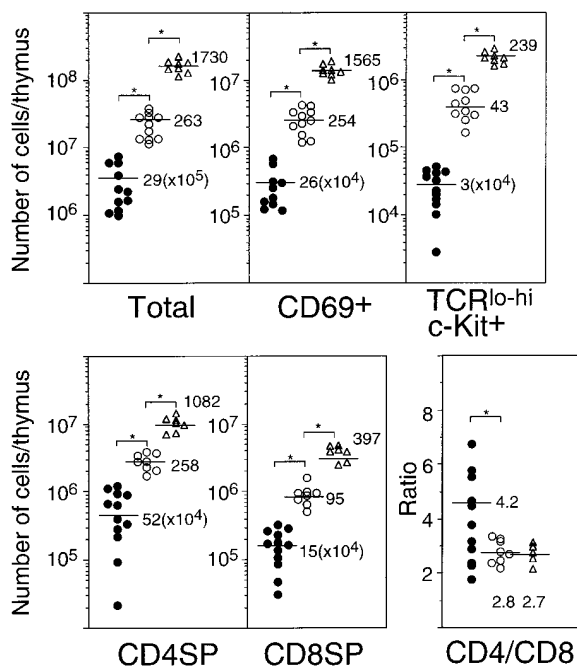 Number of cells/thymus
10⁸
10⁷
10⁶
*
*
1730
263
29(x10⁵)
Total
10⁷
10⁶
10⁵
*
*
1565
254
26(x10⁴)
CD69+
10⁶
10⁵
10⁴
*
*
239
43
3(x10⁴)
TCRlo-hi
c-Kit+
Number of cells/thymus
10⁷
10⁶
10⁵
*
*
1082
258
52(x10⁴)
CD4SP
10⁷
10⁶
10⁵
*
*
397
95
15(x10⁴)
CD8SP
Ratio
8
6
4
2
*
4.2
2.8 2.7
CD4/CD8